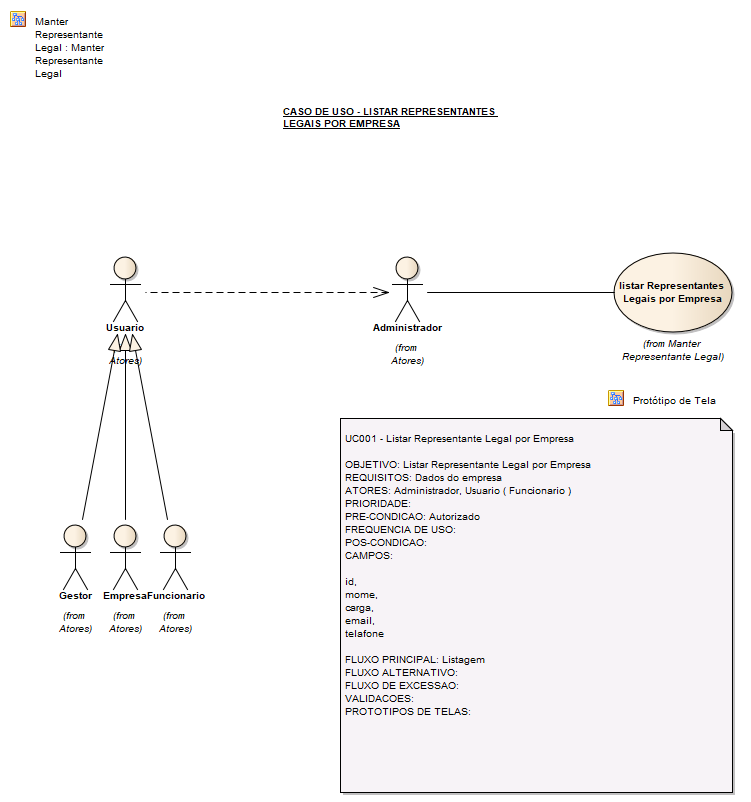 Manter
Representante
Legal : Manter
Representante
Legal
CASO DE USO - LISTAR REPRESENTANTES
LEGAIS POR EMPRESA
listar Representantes
Legais por Empresa
Usuario
Administrador
(from
Atores)
Atores)
(from Manter
Representante Legal)
Protótipo de Tela
UC001 - Listar Representante Legal por Empresa
OBJETIVO: Listar Representante Legal por Empresa
REQUISITOS: Dados do empresa
ATORES: Administrador, Usuario ( Funcionario )
PRIORIDADE:
PRE-CONDICAO: Autorizado
FREQUENCIA DE USO:
POS-CONDICAO:
CAMPOS:
id,
mome,
carga,
email,
telafone
FLUXO PRINCIPAL: Listagem
FLUXO ALTERNATIVO:
FLUXO DE EXCESSAO:
VALIDACOES:
PROTOTIPOS DE TELAS:
Gestor
(from
Atores)
Empresa
(from
Atores)
Funcionario
(from
Atores)